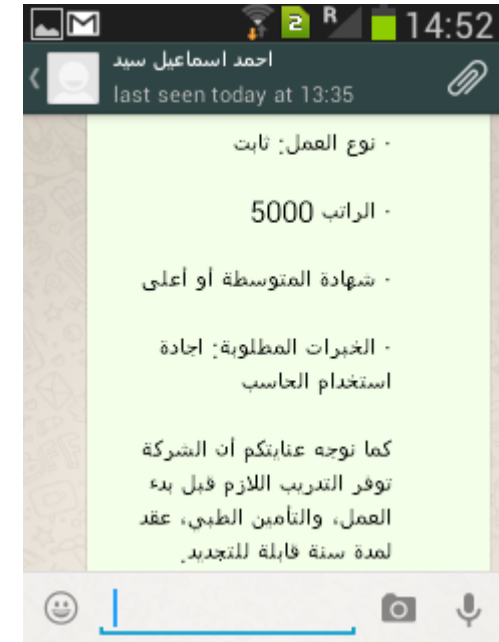 R 14:52
احمد اسماعيل سيد
last seen today at 13:35
- نوع العمل: ثابت
- الراتب 5000
- شهادة المتوسطة أو أعلى
- الخبرات المطلوبة: اجادة
استخدام الحاسب
كما نوجه عنايتكم أن الشركة
توفر التدريب اللازم قبل بدء
العمل، والتأمين الطبي، عقد
لمدة سنة قابلة للتجديد.